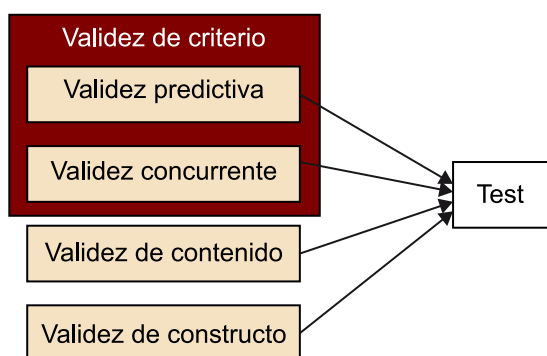 Validez de criterio
Validez predictiva
Validez concurrente
Test
Validez de contenido
Validez de constructo